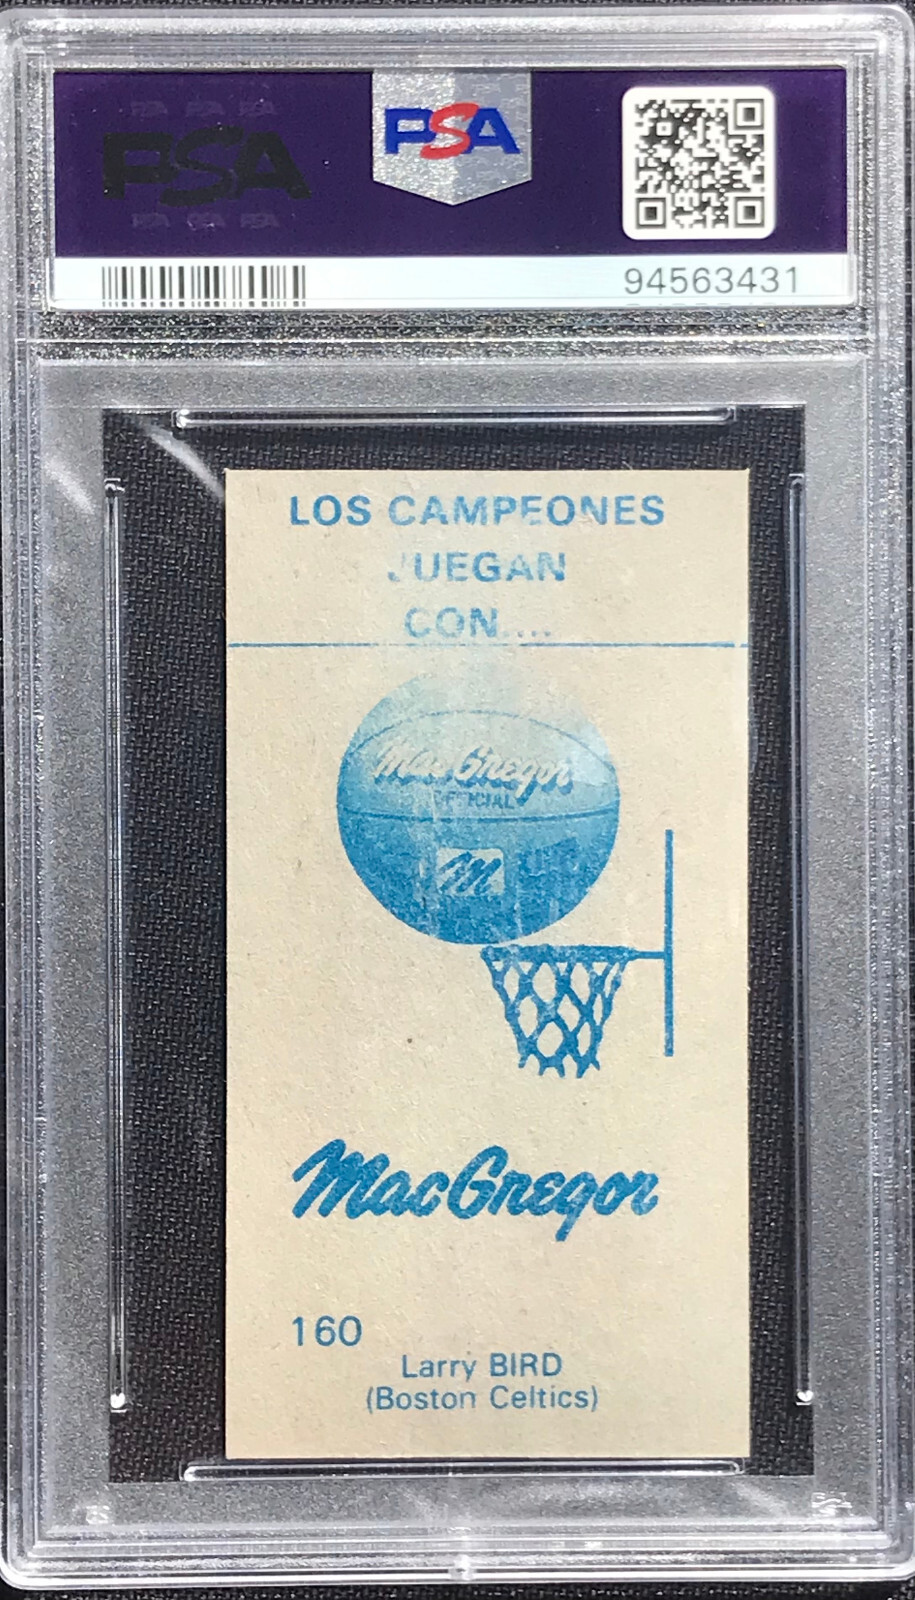 PSA
PSA
94563431
LOS CAMPEONES
JUEGAN
CON....
MacGregor
OFFICIAL
M
MacGregor
160
Larry BIRD
(Boston Celtics)